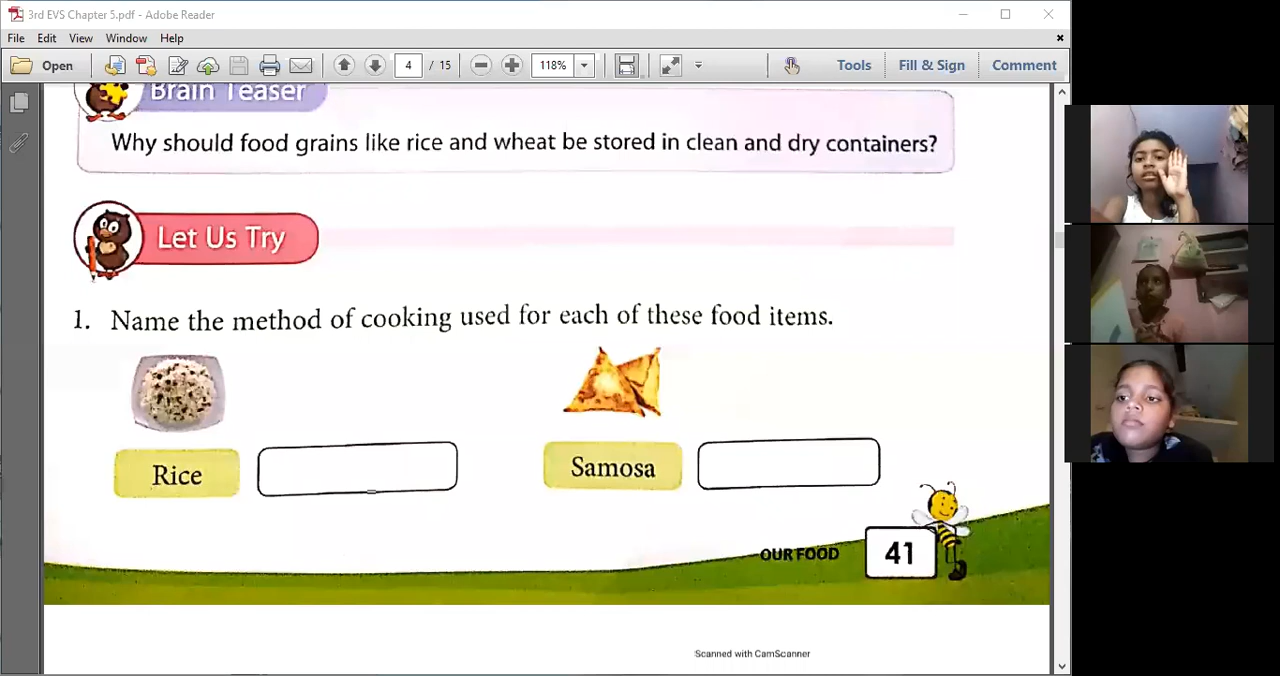 3rd EVS Chapter 5.pdf - Adobe Reader
File Edit View Window Help
Open 4 / 15 118% Tools Fill & Sign Comment
Brain Teaser
Why should food grains like rice and wheat be stored in clean and dry containers?
Let Us Try
1. Name the method of cooking used for each of these food items.
Rice Samosa
OUR FOOD 41
Scanned with CamScanner